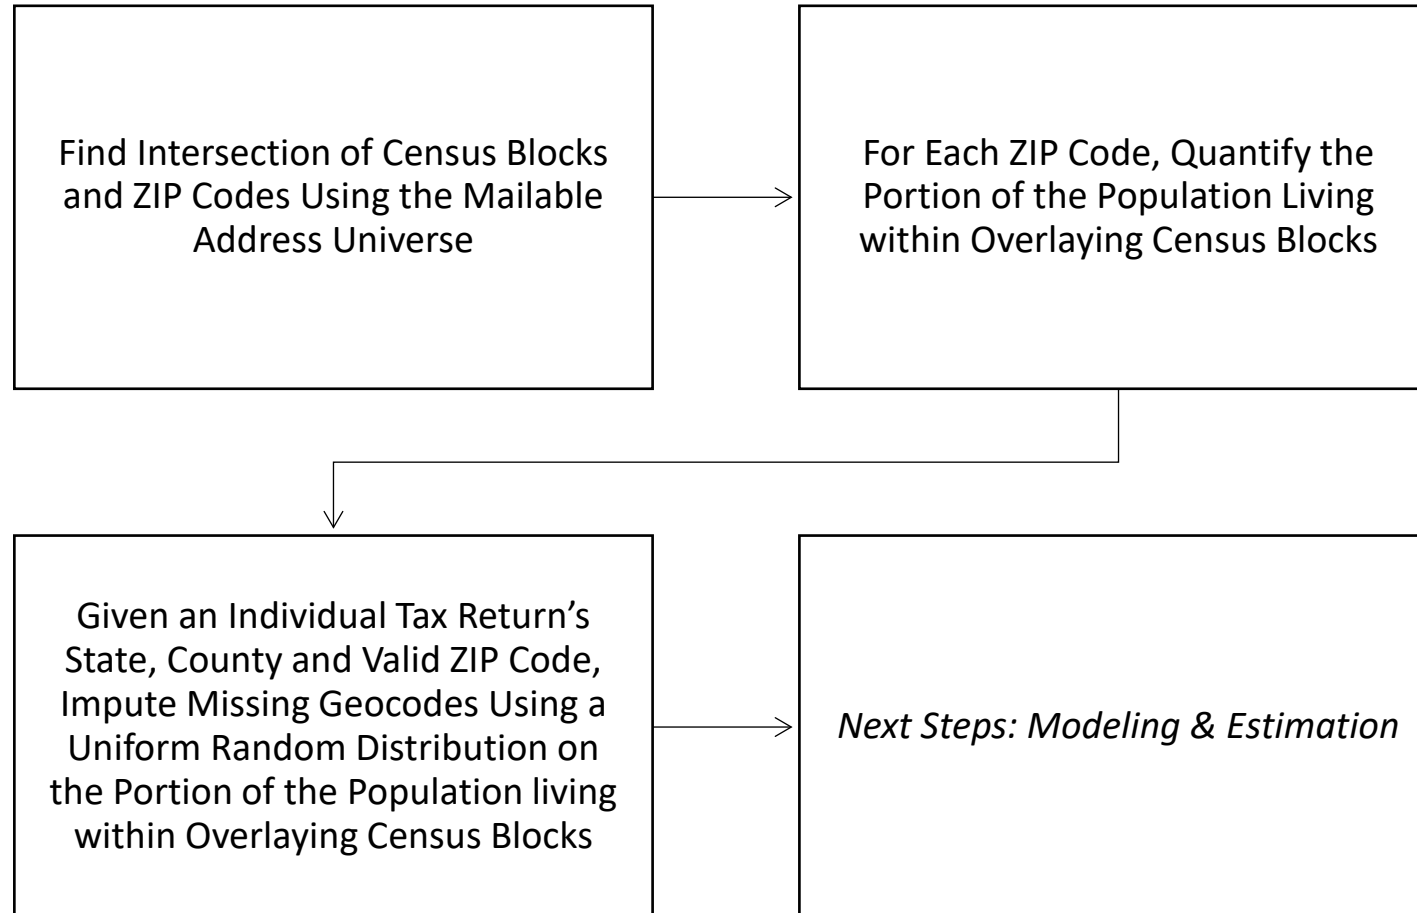 Find Intersection of Census Blocks
and ZIP Codes Using the Mailable
Address Universe
For Each ZIP Code, Quantify the
Portion of the Population Living
within Overlaying Census Blocks
Given an Individual Tax Return’s
State, County and Valid ZIP Code,
Impute Missing Geocodes Using a
Uniform Random Distribution on
the Portion of the Population living
within Overlaying Census Blocks
Next Steps: Modeling & Estimation